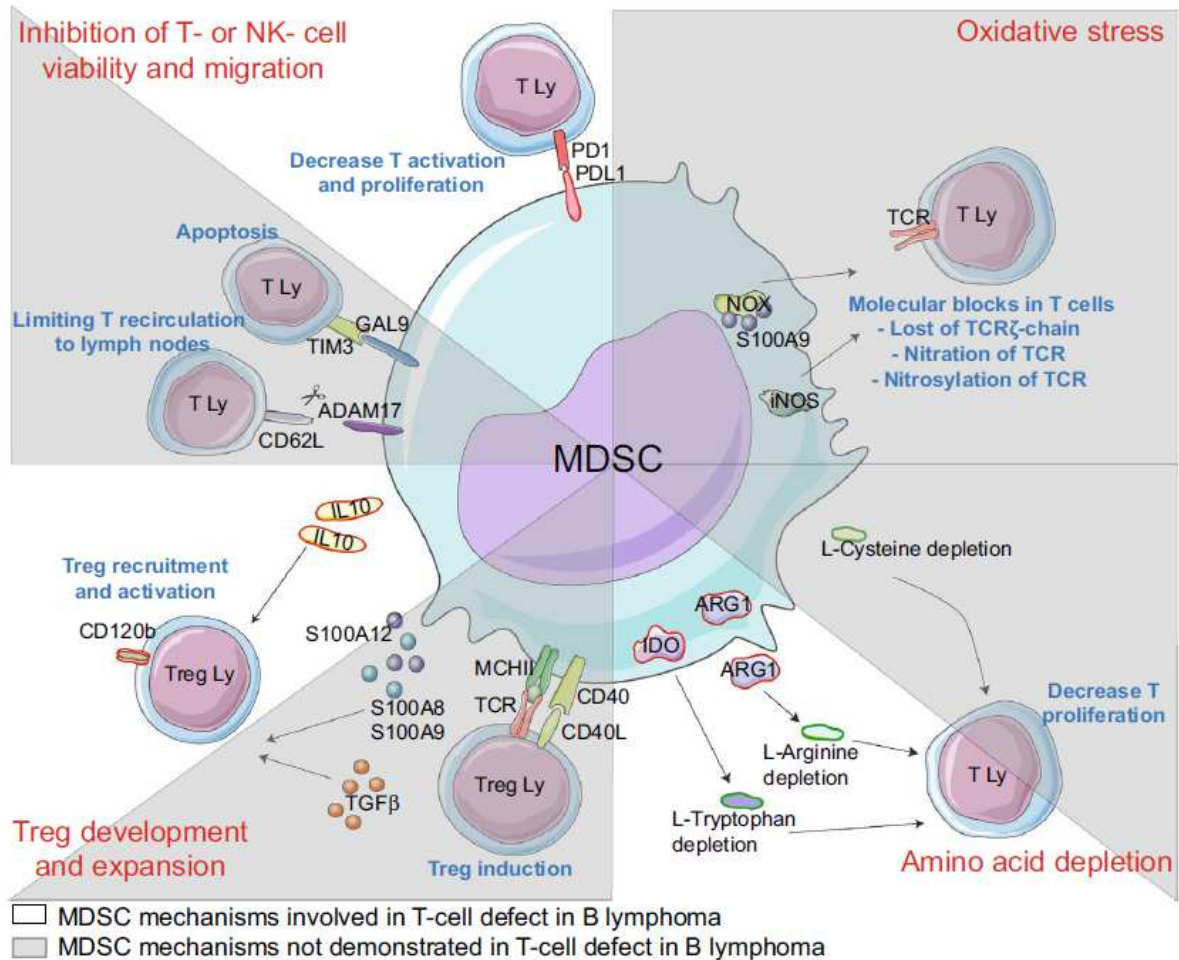 Inhibition of T- or NK- cell
viability and migration
T Ly
PD1
PDL1
Decrease T activation
and proliferation
Apoptosis
T Ly
GAL9
TIM3
Limiting T recirculation
to lymph nodes
T Ly
ADAM17
CD62L
Oxidative stress
TCR
T Ly
NOX
S100A9
iNOS
Molecular blocks in T cells
- Lost of TCRζ-chain
- Nitration of TCR
- Nitrosylation of TCR
MDSC
IL10
IL10
Treg recruitment
and activation
CD120b
Treg Ly
S100A12
S100A8
S100A9
TGFβ
MCHII
TCR
CD40
CD40L
Treg Ly
Treg induction
Treg development
and expansion
L-Cysteine depletion
ARG1
IDO
ARG1
L-Arginine
depletion
L-Tryptophan
depletion
Decrease T
proliferation
T Ly
Amino acid depletion
MDSC mechanisms involved in T-cell defect in B lymphoma
MDSC mechanisms not demonstrated in T-cell defect in B lymphoma